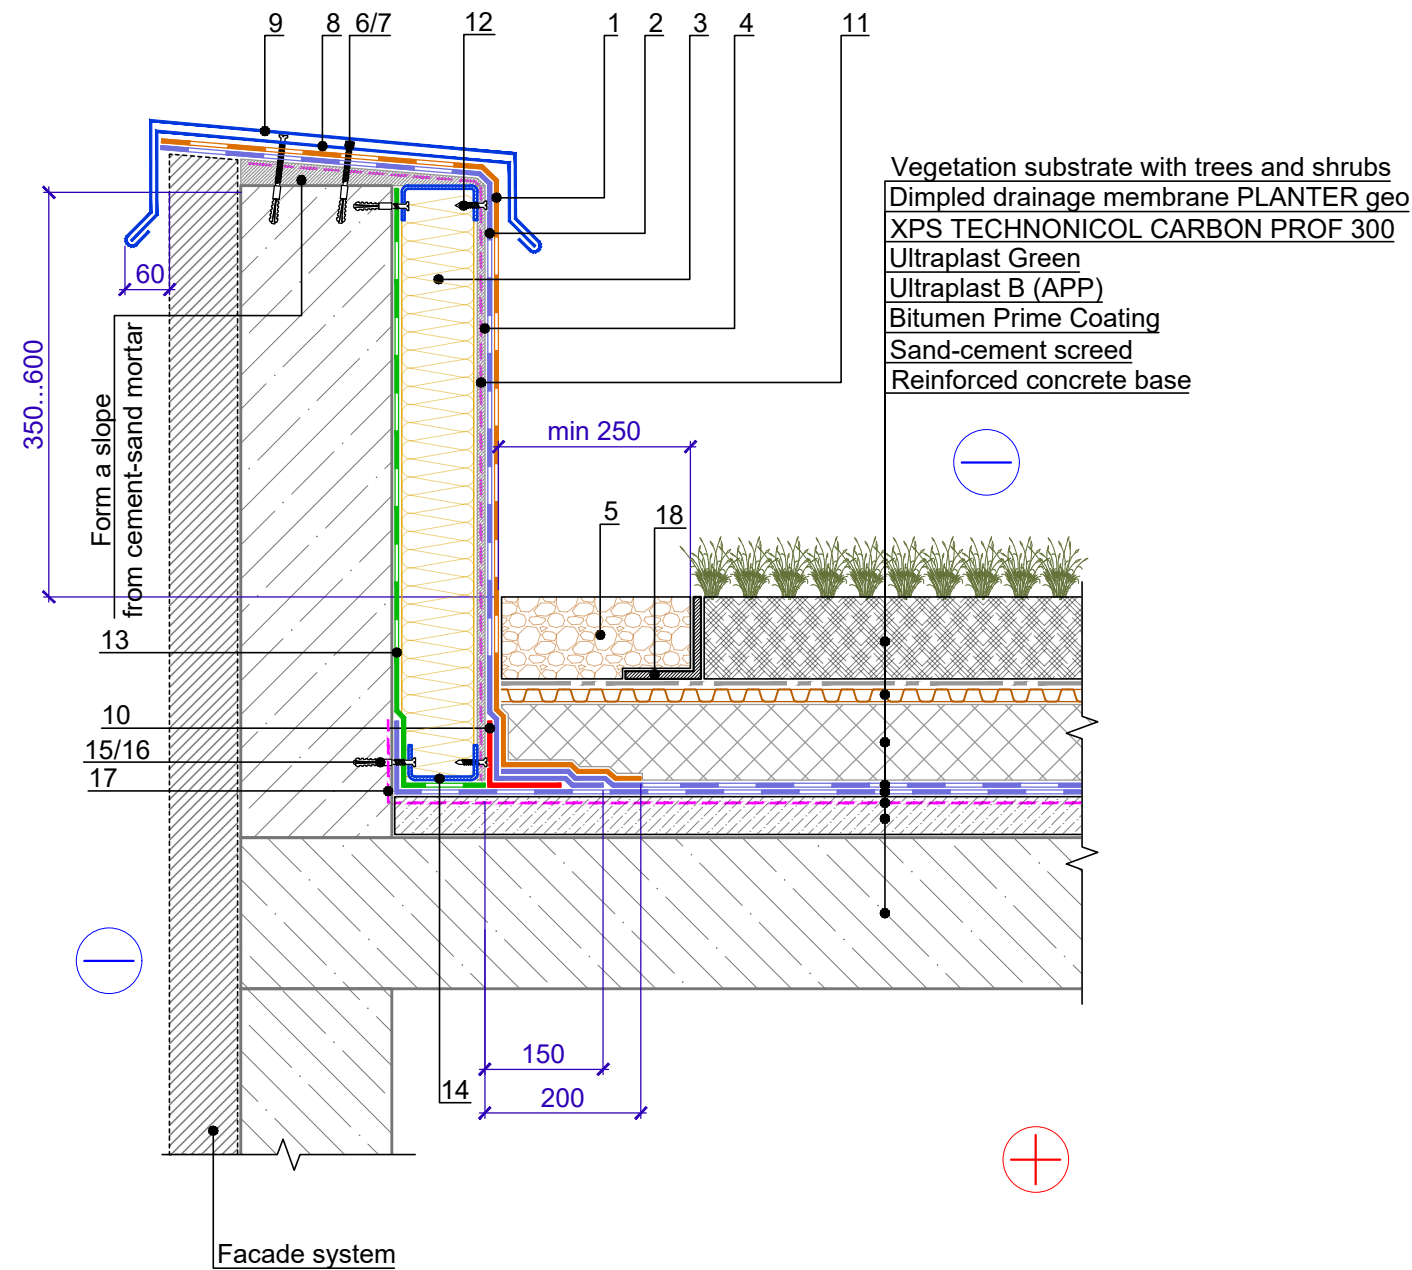 9
8
6/7
12
1
2
3
4
11
Vegetation substrate with trees and shrubs
Dimpled drainage membrane PLANTER geo
XPS TECHNONICOL CARBON PROF 300
Ultraplast Green
Ultraplast B (APP)
Bitumen Prime Coating
Sand-cement screed
Reinforced concrete base
60
350...600
Form a slope
from cement-sand mortar
min 250
5
18
13
10
15/16
17
150
14
200
Facade system